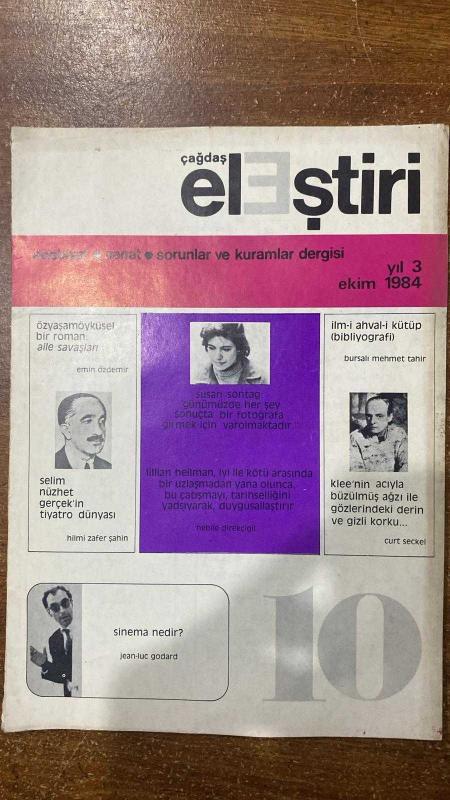 çağdaş
elEştiri
edebiyat ● sanat ● sorunlar ve kuramlar dergisi
yıl 3
ekim 1984
özyaşamöyküsel
bir roman:
aile savaşları
emin özdemir
selim
nüzhet
gerçek'in
tiyatro dünyası
hilmi zafer şahin
susan sontag:
"günümüzde her şey
sonuçta bir fotoğrafa
girmek için varolmaktadır."
lillian hellman, iyi ile kötü arasında
bir uzlaşmadan yana olunca,
bu çatışmayı, tarihselliğini
yadsıyarak, duygusallaştırır
nebile direkçigil
ilm-i ahval-i kütüp
(bibliyografi)
bursalı mehmet tahir
klee'nin acıyla
büzülmüş ağzı ile
gözlerindeki derin
ve gizli korku...
curt seckel
sinema nedir?
jean-luc godard
10